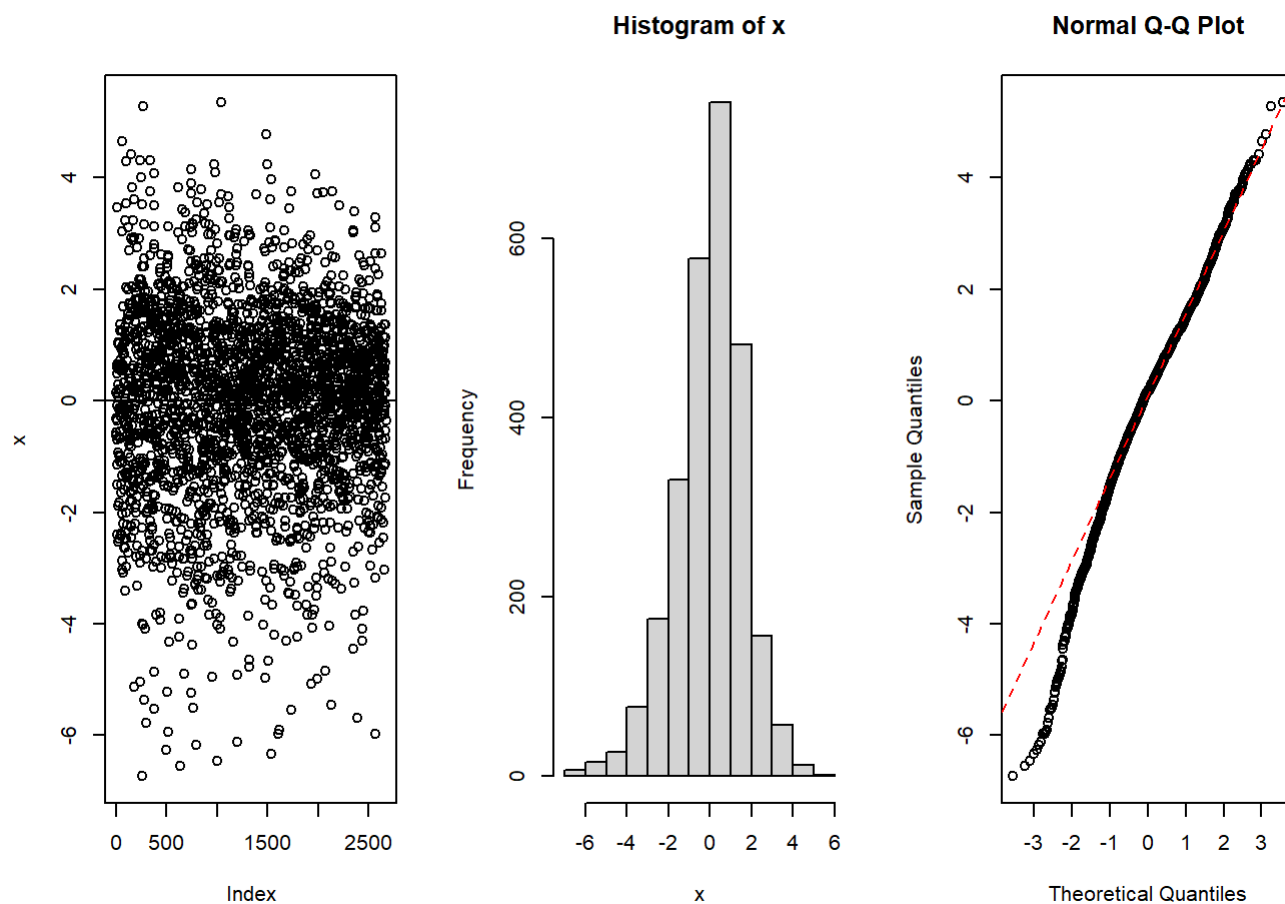 Histogram of x
Normal Q-Q Plot
x
4
2
0
-2
-4
-6
0 500 1500 2500
Index
Frequency
600
400
200
0
-6 -4 -2 0 2 4 6
x
Sample Quantiles
4
2
0
-2
-4
-6
-3 -2 -1 0 1 2 3
Theoretical Quantiles